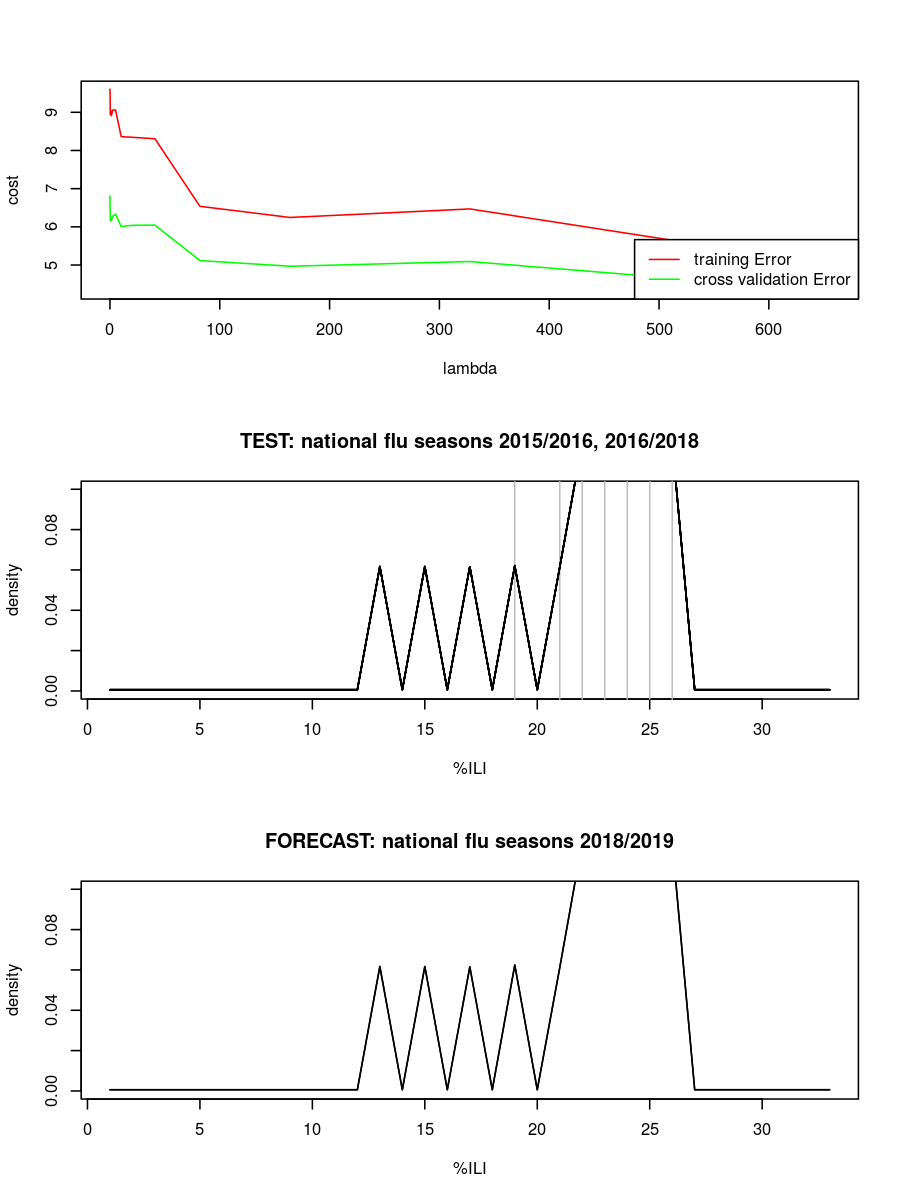 9
8
7
6
5
cost
training Error
cross validation Error
0 100 200 300 400 500 600
lambda
TEST: national flu seasons 2015/2016, 2016/2018
0.08
0.04
0.00
density
0 5 10 15 20 25 30
%ILI
FORECAST: national flu seasons 2018/2019
0.08
0.04
0.00
density
0 5 10 15 20 25 30
%ILI